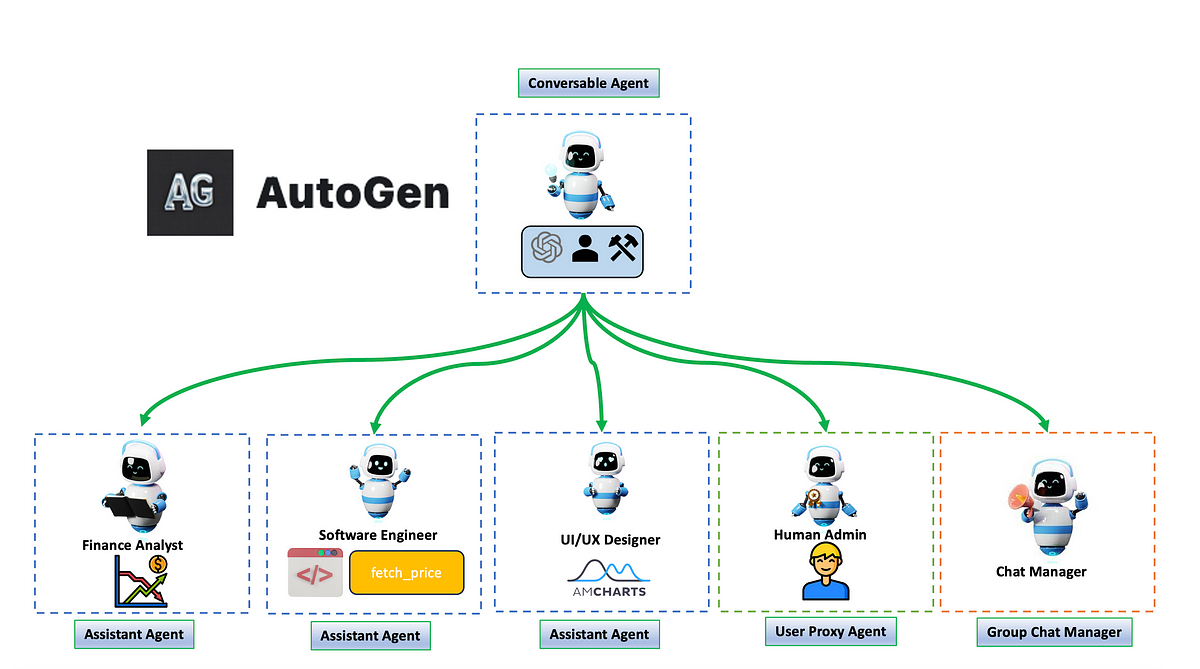 Conversable Agent
AG
AutoGen
Finance Analyst
Software Engineer
UI/UX Designer
Human Admin
Chat Manager
</>
fetch_price
AMCHARTS
$
Assistant Agent
Assistant Agent
Assistant Agent
User Proxy Agent
Group Chat Manager